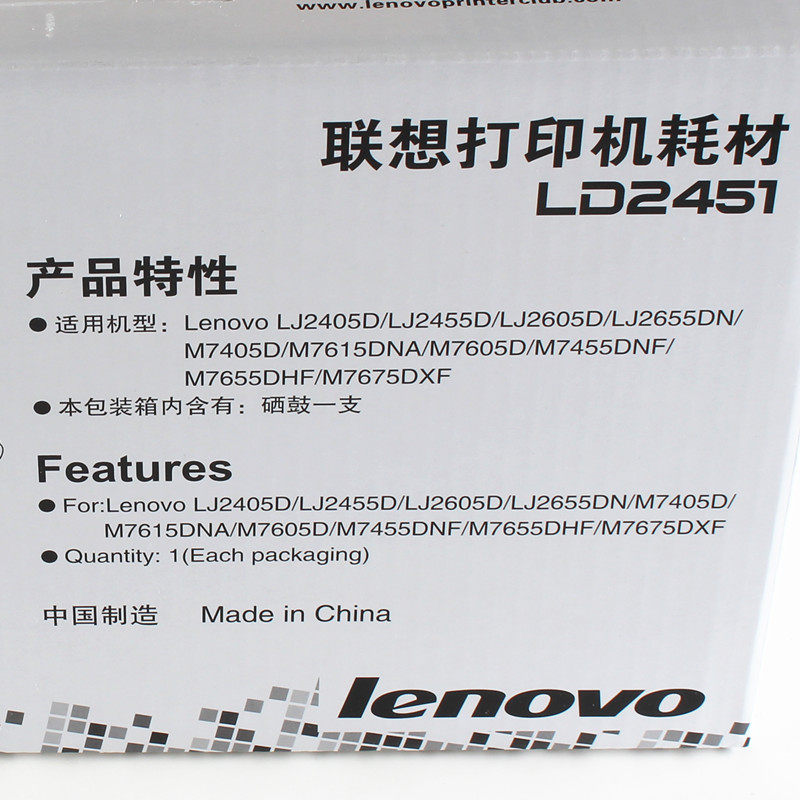 www.lenovoprinterclub.com
联想打印机耗材
LD2451
产品特性
● 适用机型：Lenovo LJ2405D/LJ2455D/LJ2605D/LJ2655DN/
M7405D/M7615DNA/M7605D/M7455DNF/
M7655DHF/M7675DXF
● 本包装箱内含有：硒鼓一支
Features
● For:Lenovo LJ2405D/LJ2455D/LJ2605D/LJ2655DN/M7405D/
M7615DNA/M7605D/M7455DNF/M7655DHF/M7675DXF
● Quantity: 1(Each packaging)
中国制造 Made in China
lenovo